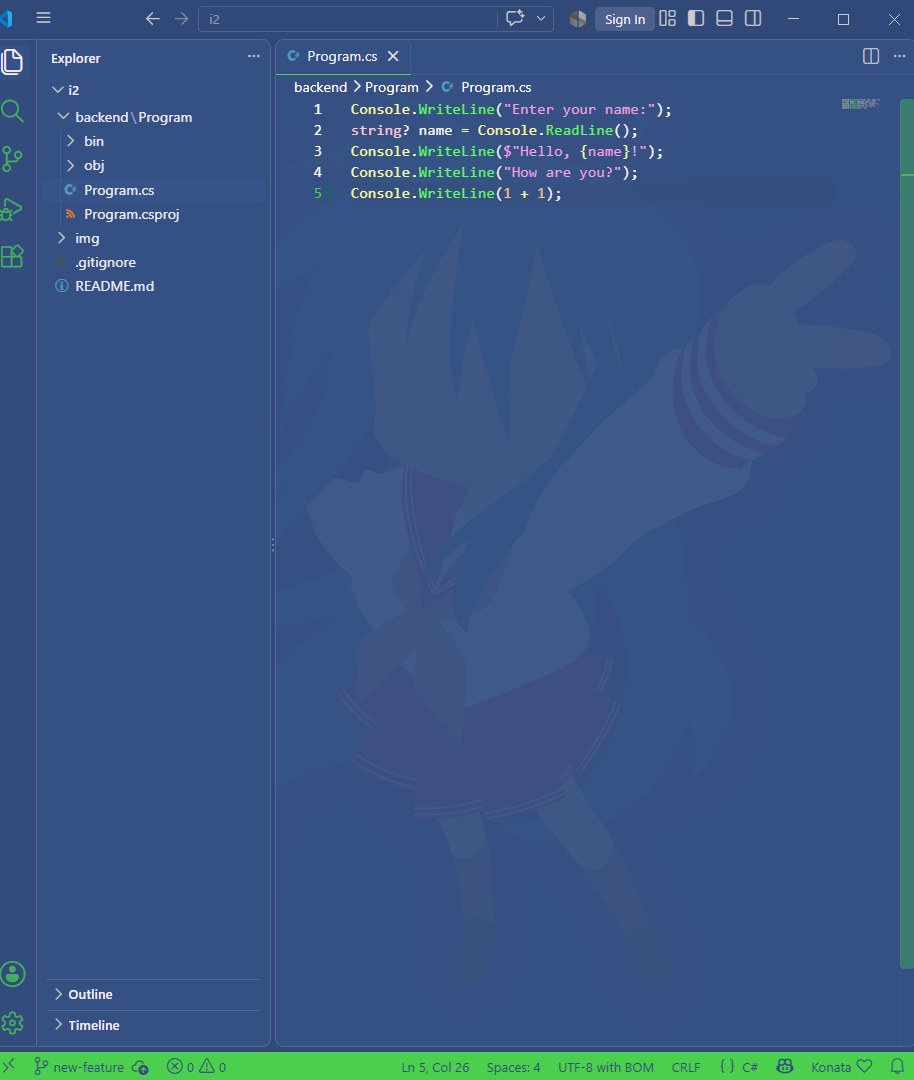 i2
Sign In
Explorer
i2
backend\Program
bin
obj
Program.cs
Program.csproj
img
.gitignore
README.md
Outline
Timeline
Program.cs
backend > Program > Program.cs
1 Console.WriteLine("Enter your name:");
2 string? name = Console.ReadLine();
3 Console.WriteLine($"Hello, {name}!");
4 Console.WriteLine("How are you?");
5 Console.WriteLine(1 + 1);
new-feature 0 0 Ln 5, Col 26 Spaces: 4 UTF-8 with BOM CRLF {} C# Konata